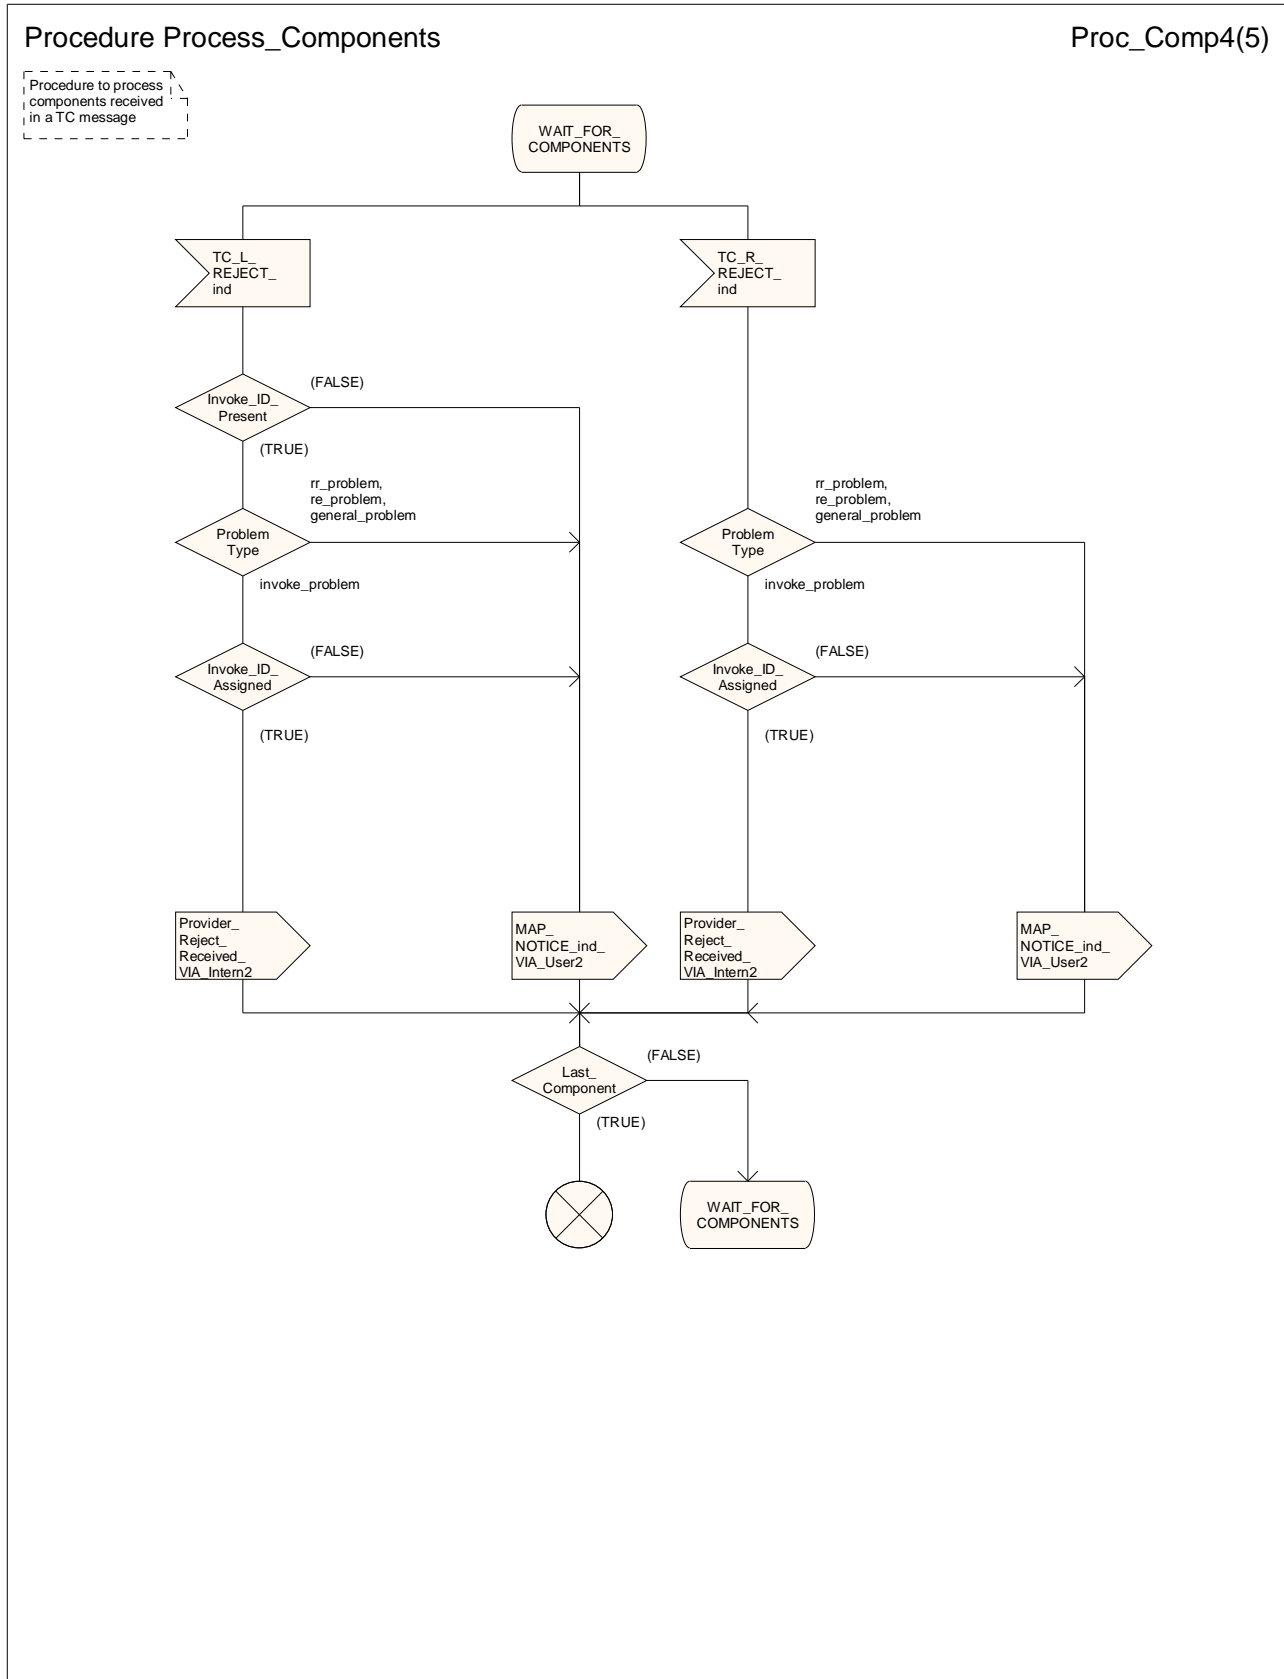 Procedure Process_Components
Proc_Comp4(5)
Procedure to process
components received
in a TC message
WAIT_FOR_
COMPONENTS
TC_L_
REJECT_
ind
TC_R_
REJECT_
ind
(FALSE)
Invoke_ID_
Present
(TRUE)
rr_problem,
re_problem,
general_problem
rr_problem,
re_problem,
general_problem
Problem
Type
Problem
Type
invoke_problem
invoke_problem
(FALSE)
(FALSE)
Invoke_ID_
Assigned
Invoke_ID_
Assigned
(TRUE)
(TRUE)
Provider_
Reject_
Received_
VIA_Intern2
MAP_
NOTICE_ind_
VIA_User2
Provider_
Reject_
Received_
VIA_Intern2
MAP_
NOTICE_ind_
VIA_User2
(FALSE)
Last_
Component
(TRUE)
WAIT_FOR_
COMPONENTS